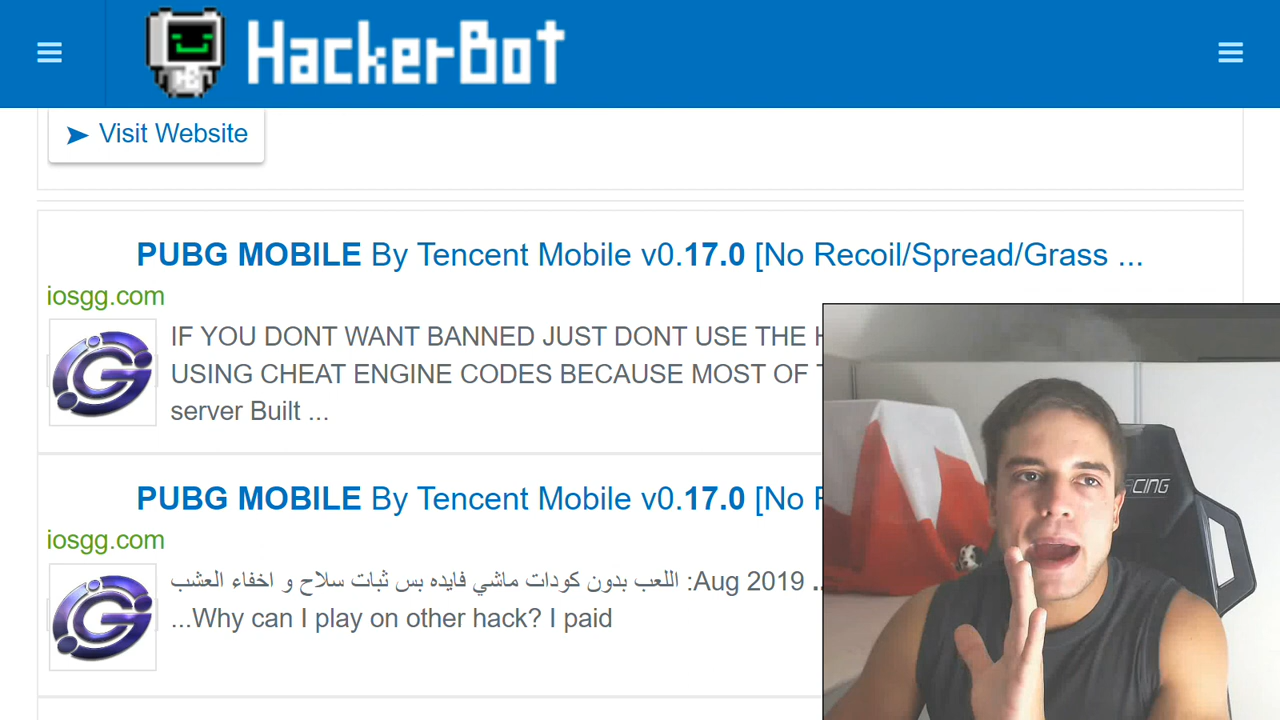 HackerBot
➤ Visit Website
PUBG MOBILE By Tencent Mobile v0.17.0 [No Recoil/Spread/Grass ...
iosgg.com
IF YOU DONT WANT BANNED JUST DONT USE THE
USING CHEAT ENGINE CODES BECAUSE MOST OF
server Built ...
PUBG MOBILE By Tencent Mobile v0.17.0 [No
iosgg.com
اللعب بدون كودات ماشي فايده بس ثبات سلاح و اخفاء العشب :Aug 2019 ...
...Why can I play on other hack? I paid